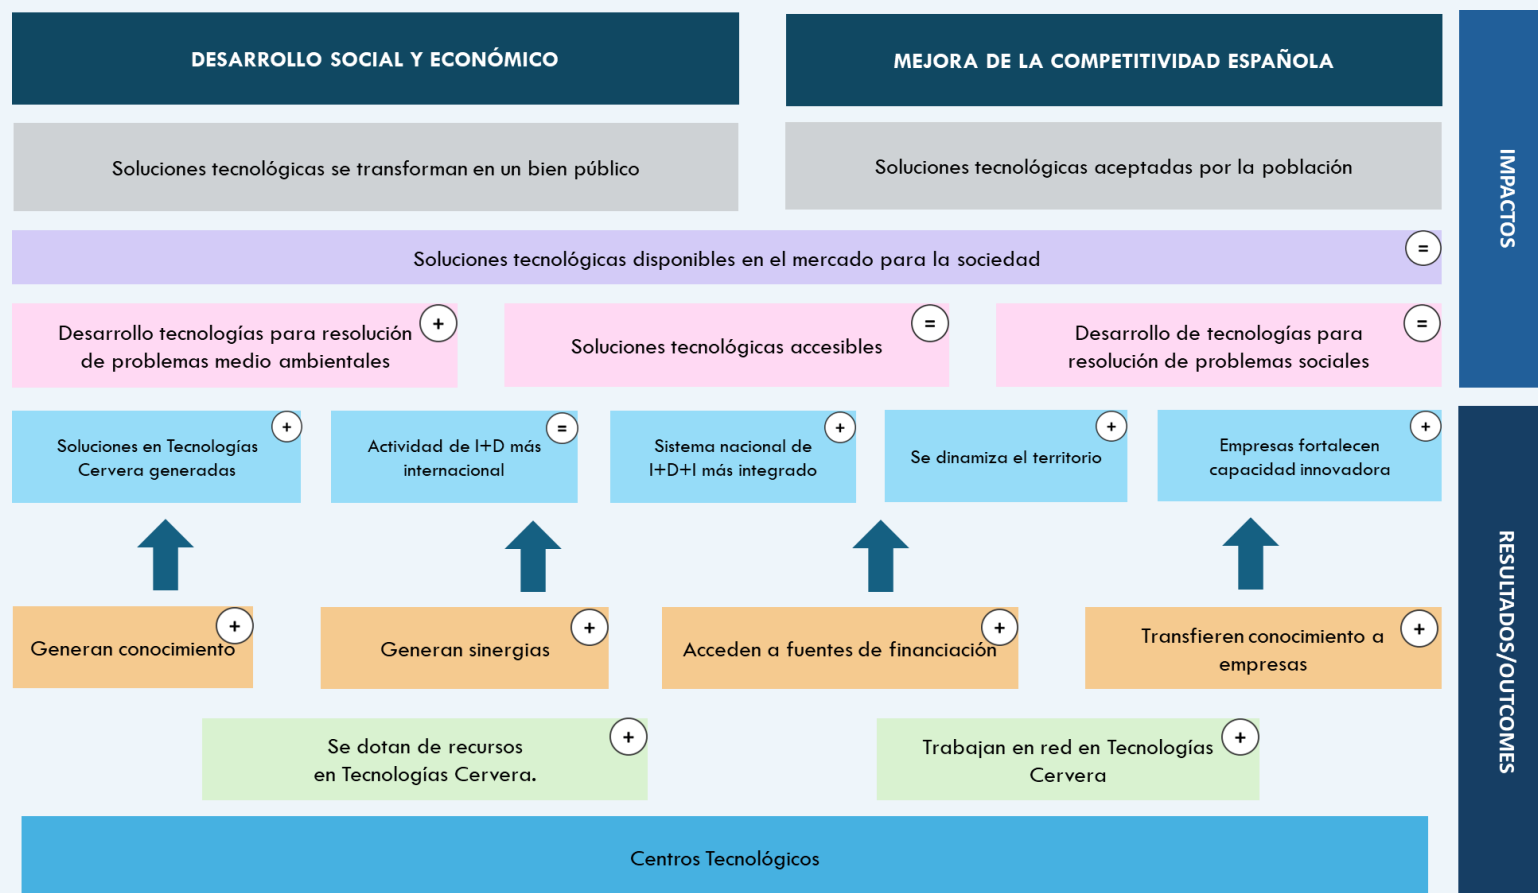 DESARROLLO SOCIAL Y ECONÓMICO
MEJORA DE LA COMPETITIVIDAD ESPAÑOLA
Soluciones tecnológicas se transforman en un bien público
Soluciones tecnológicas aceptadas por la población
Soluciones tecnológicas disponibles en el mercado para la sociedad
=
Desarrollo tecnologías para resolución
de problemas medio ambientales
+
Soluciones tecnológicas accesibles
=
Desarrollo de tecnologías para
resolución de problemas sociales
=
IMPACTOS
Soluciones en Tecnologías
Cervera generadas
+
Actividad de I+D más
internacional
=
Sistema nacional de
I+D+I más integrado
+
Se dinamiza el territorio
+
Empresas fortalecen
capacidad innovadora
+
Generan conocimiento
+
Generan sinergias
+
Acceden a fuentes de financiación
+
Transfieren conocimiento a
empresas
+
Se dotan de recursos
en Tecnologías Cervera.
+
Trabajan en red en Tecnologías
Cervera
+
Centros Tecnológicos
RESULTADOS/OUTCOMES